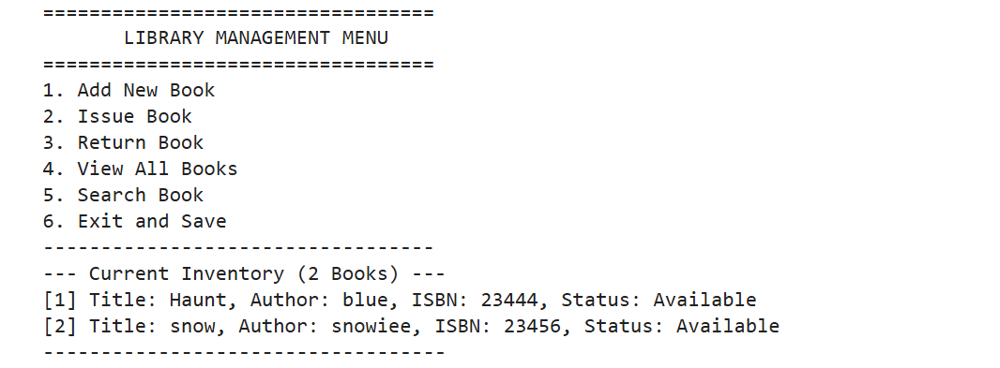 ==================================
LIBRARY MANAGEMENT MENU
==================================
1. Add New Book
2. Issue Book
3. Return Book
4. View All Books
5. Search Book
6. Exit and Save
----------------------------------
--- Current Inventory (2 Books) ---
[1] Title: Haunt, Author: blue, ISBN: 23444, Status: Available
[2] Title: snow, Author: snowiee, ISBN: 23456, Status: Available
-----------------------------------